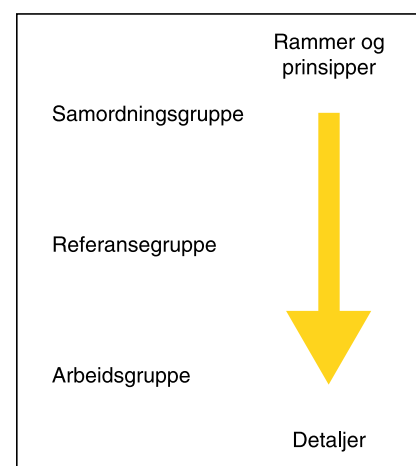 Rammer og
prinsipper
Samordningsgruppe
Referansegruppe
Arbeidsgruppe
Detaljer